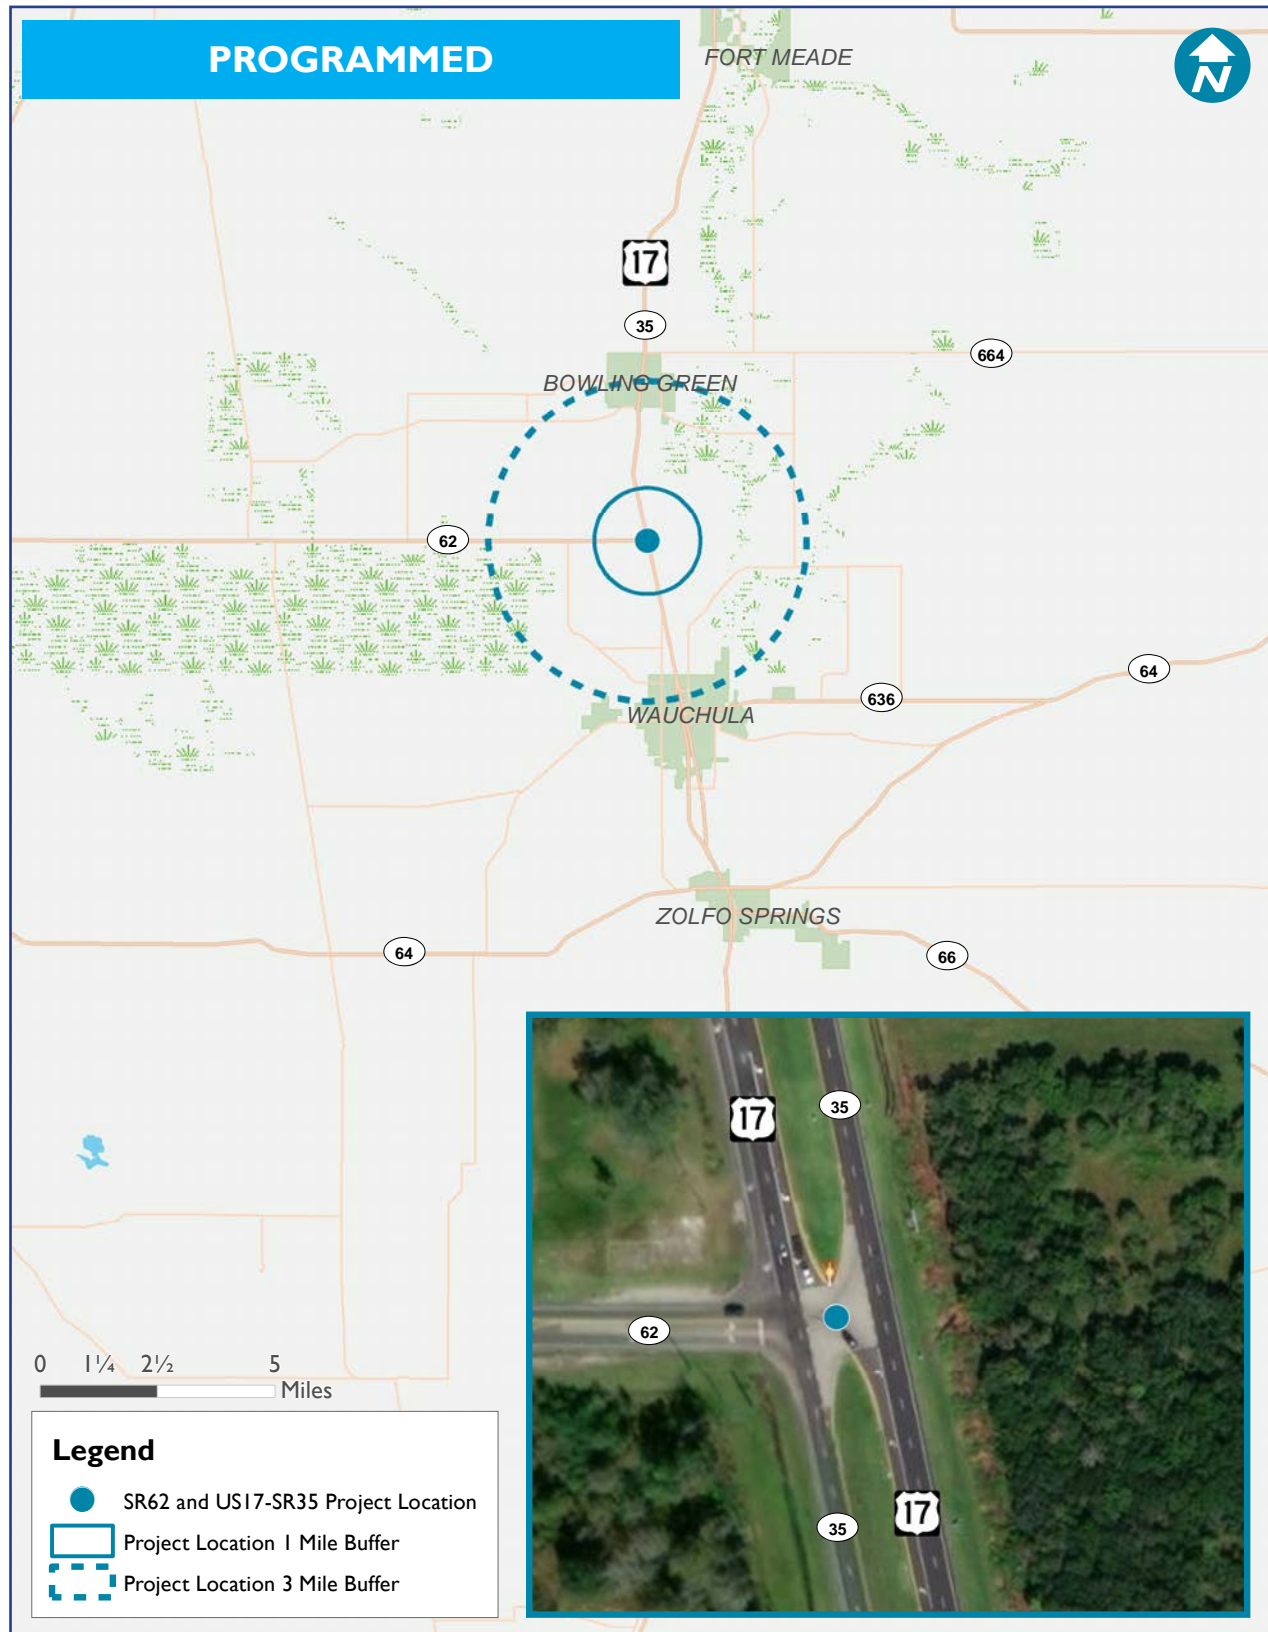 PROGRAMMED
FORT MEADE
N
17
35
664
BOWLING GREEN
62
64
636
WAUCHULA
ZOLFO SPRINGS
64
66
35
17
62
17
35
0 1¼ 2½ 5
Miles
Legend
SR62 and US17-SR35 Project Location
Project Location 1 Mile Buffer
Project Location 3 Mile Buffer